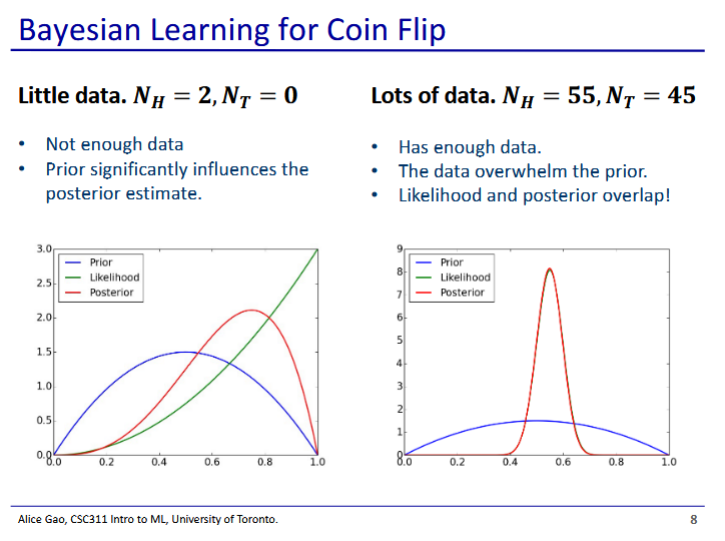 Bayesian Learning for Coin Flip
Little data. N_H = 2, N_T = 0
• Not enough data
• Prior significantly influences the
posterior estimate.
Lots of data. N_H = 55, N_T = 45
• Has enough data.
• The data overwhelm the prior.
• Likelihood and posterior overlap!
3.0
2.5
2.0
1.5
1.0
0.5
0.0
Prior
Likelihood
Posterior
0.0 0.2 0.4 0.6 0.8 1.0
9
8
7
6
5
4
3
2
1
0
Prior
Likelihood
Posterior
0.0 0.2 0.4 0.6 0.8 1.0
Alice Gao, CSC311 Intro to ML, University of Toronto.
8